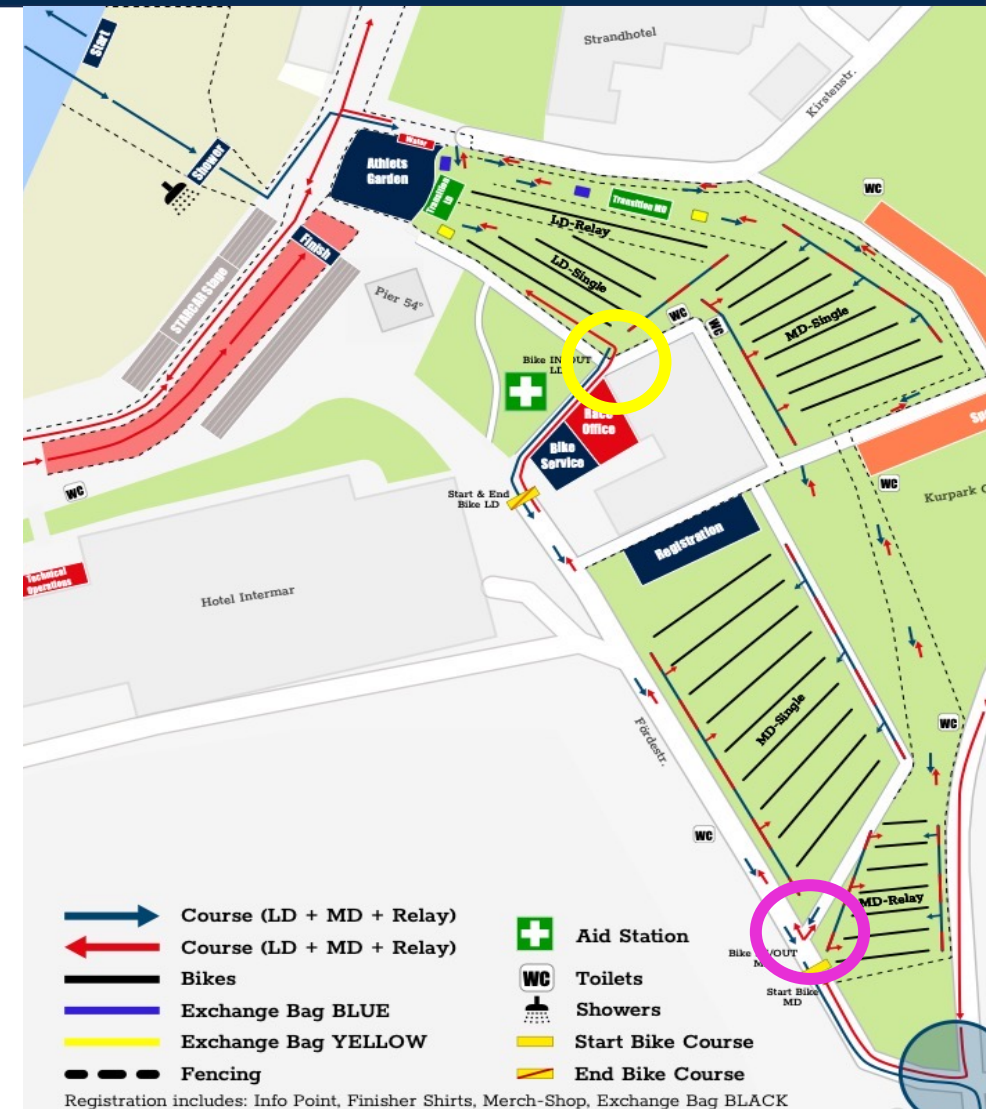 Start
Strandhotel
Kirstenstr.
Shower
Water
Athlets
Garden
Transition
LD
Transition MD
WC
LD-Relay
Finish
LD-Single
STARCAR Stage
Pier 54°
WC
WC
MD-Single
Bike IN/OUT
Race
Office
Bike
Service
WC
Start & End
Bike LD
WC
Kurpark
Registration
Technical
Operations
Hotel Intermar
MD-Single
WC
Fördestr.
WC
MD-Relay
Bike
Start Bike
MD
Course (LD + MD + Relay)
Course (LD + MD + Relay)
Bikes
Exchange Bag BLUE
Exchange Bag YELLOW
Fencing
Aid Station
WC Toilets
Showers
Start Bike Course
End Bike Course
Registration includes: Info Point, Finisher Shirts, Merch-Shop, Exchange Bag BLACK